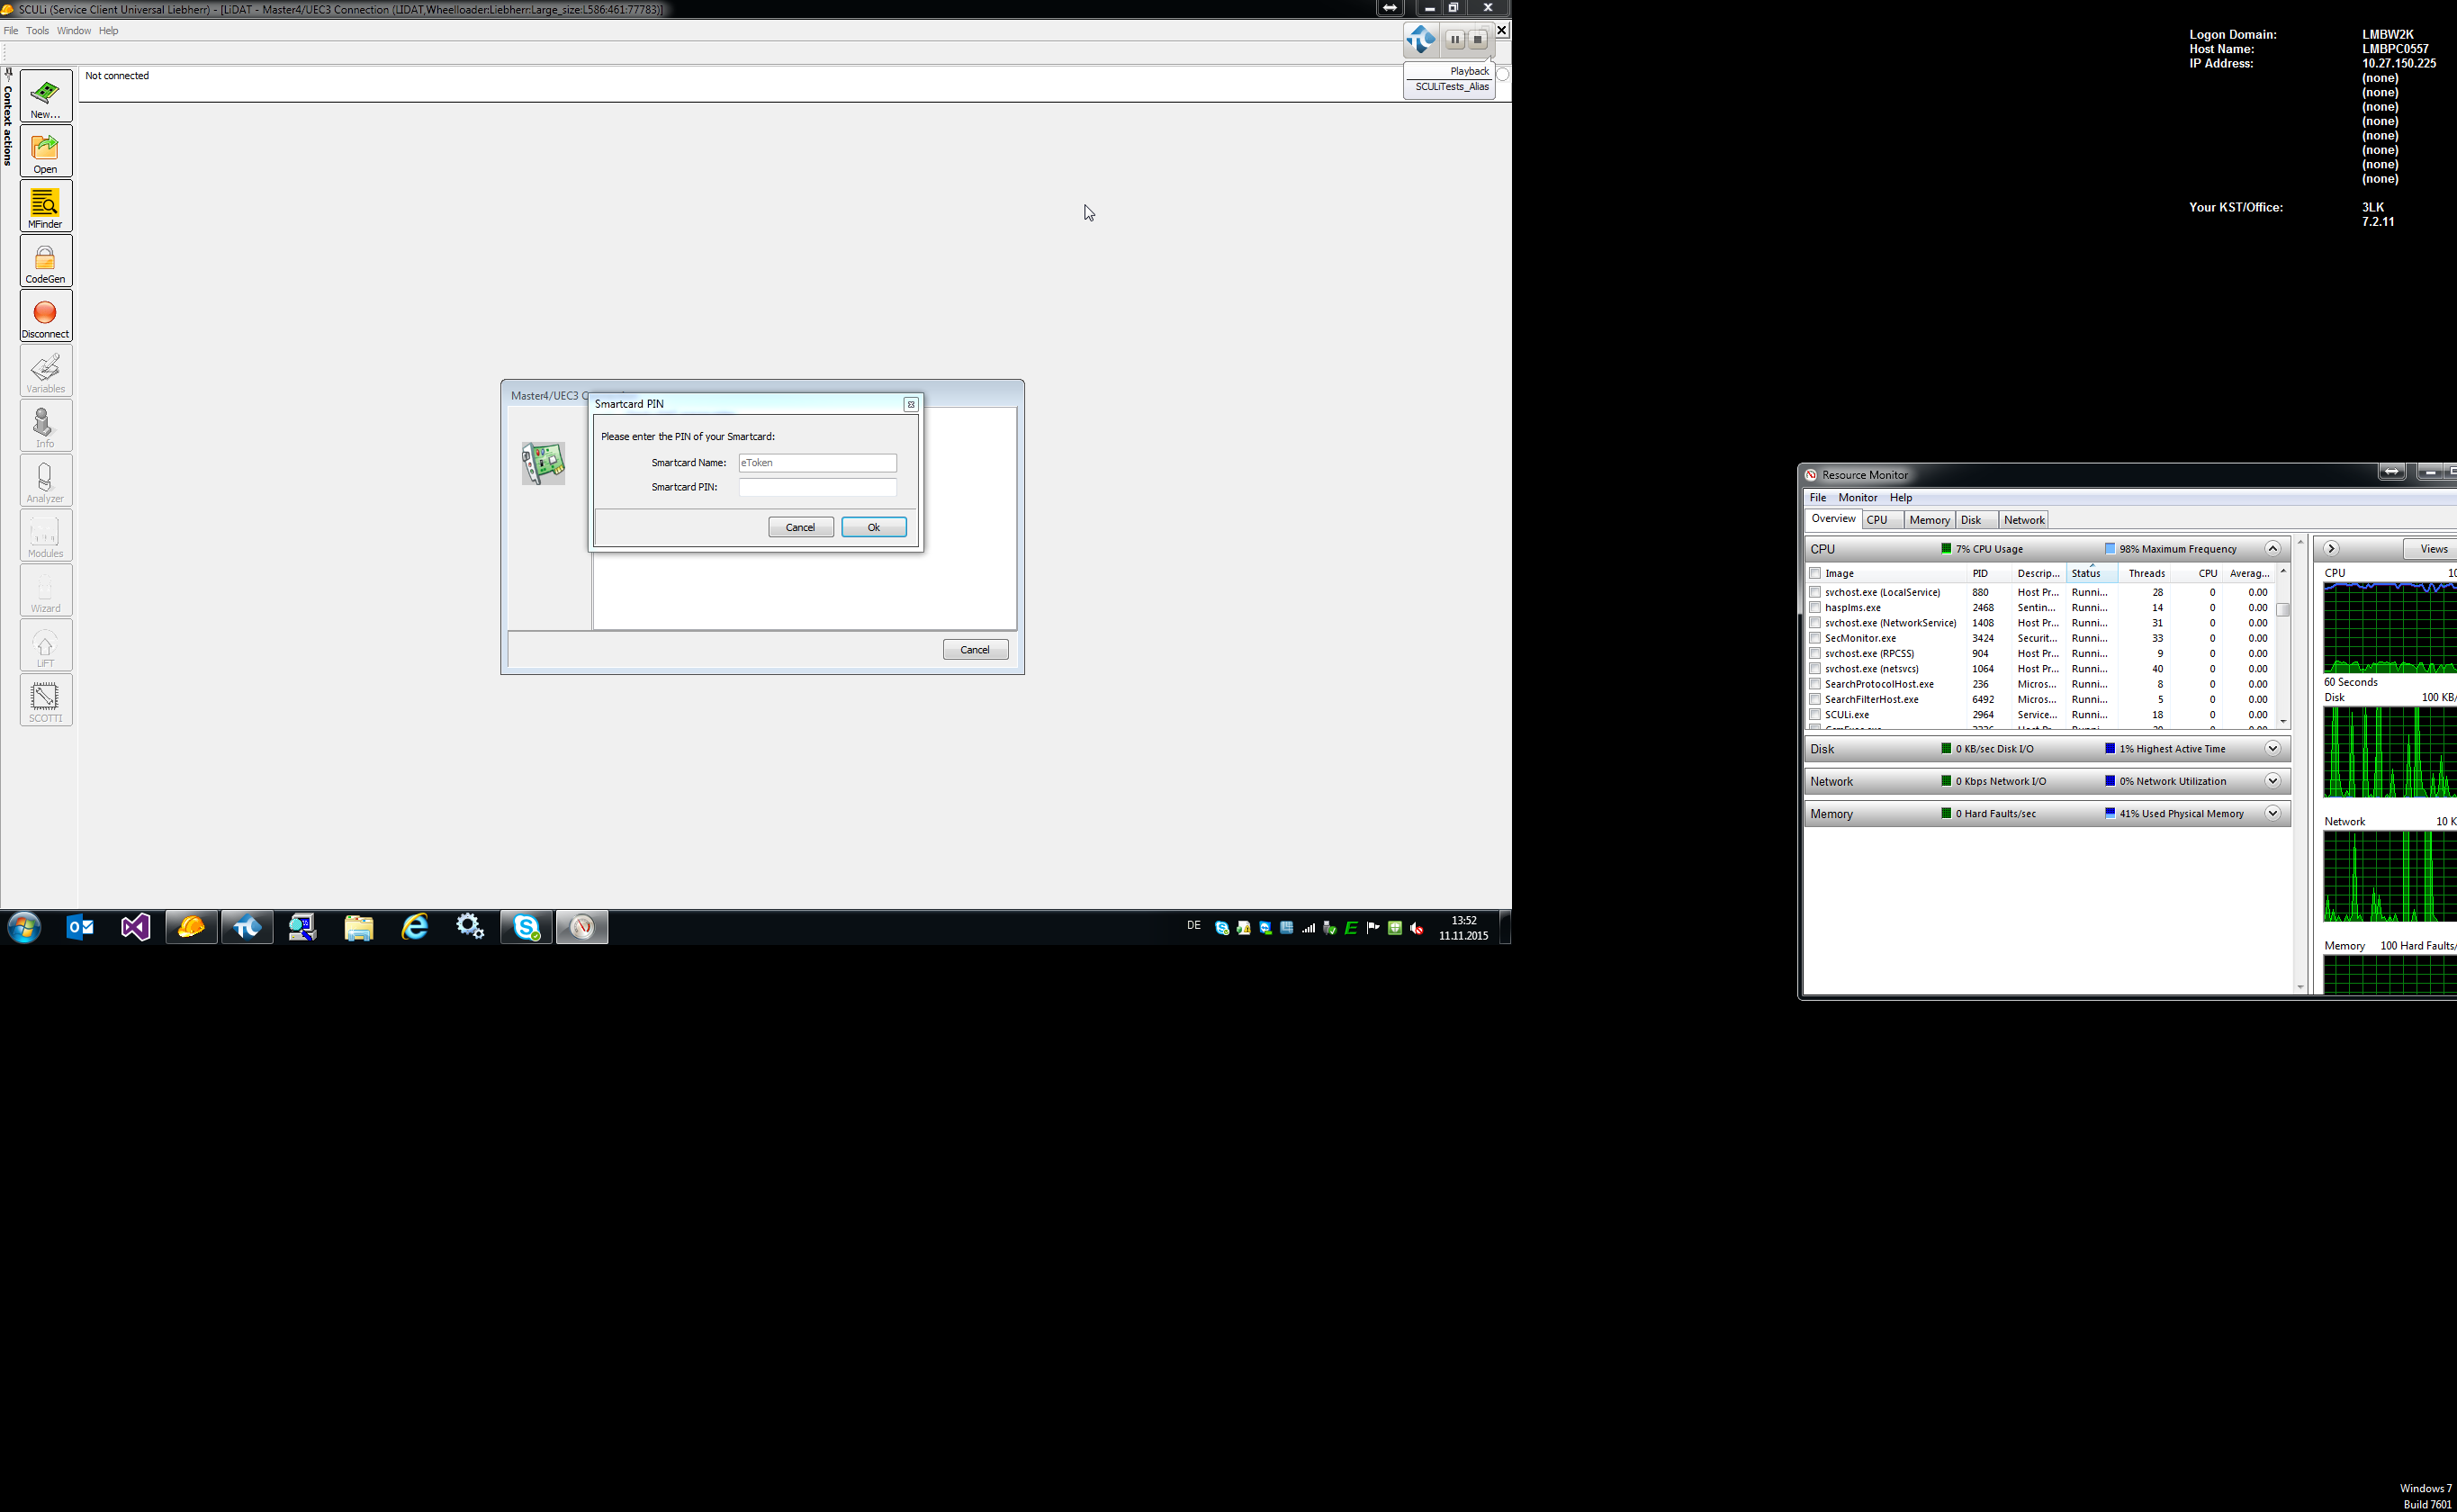 SCULi (Service Client Universal Liebherr) - [LiDAT - Master4/UEC3 Connection (LIDAT,Wheelloader:Liebherr:Large_size:L586:461:77783)]
File Tools Window Help
Not connected
Playback
SCULiTests_Alias
Context actions
New...
Open
MFinder
CodeGen
Disconnect
Variables
Info
Analyzer
Modules
Wizard
LiFT
SCOTTI
Master4/UEC3 C
Smartcard PIN
Please enter the PIN of your Smartcard:
Smartcard Name: eToken
Smartcard PIN:
Cancel Ok
Cancel
DE
13:52
11.11.2015
Logon Domain: LMBW2K
Host Name: LMBPC0557
IP Address: 10.27.150.225
(none)
(none)
(none)
(none)
(none)
(none)
(none)
(none)
Your KST/Office: 3LK
7.2.11
Resource Monitor
File Monitor Help
Overview CPU Memory Disk Network
CPU 7% CPU Usage 98% Maximum Frequency
Image PID Descrip... Status Threads CPU Averag...
svchost.exe (LocalService) 880 Host Pr... Runni... 28 0 0.00
hasplms.exe 2468 Sentin... Runni... 14 0 0.00
svchost.exe (NetworkService) 1408 Host Pr... Runni... 31 0 0.00
SecMonitor.exe 3424 Securit... Runni... 33 0 0.00
svchost.exe (RPCSS) 904 Host Pr... Runni... 9 0 0.00
svchost.exe (netsvcs) 1064 Host Pr... Runni... 40 0 0.00
SearchProtocolHost.exe 236 Micros... Runni... 8 0 0.00
SearchFilterHost.exe 6492 Micros... Runni... 5 0 0.00
SCULi.exe 2964 Service... Runni... 18 0 0.00
Disk 0 KB/sec Disk I/O 1% Highest Active Time
Network 0 Kbps Network I/O 0% Network Utilization
Memory 0 Hard Faults/sec 41% Used Physical Memory
Views
CPU 10
60 Seconds
Disk 100 KB/
Network 10 K
Memory 100 Hard Faults/
Windows 7
Build 7601